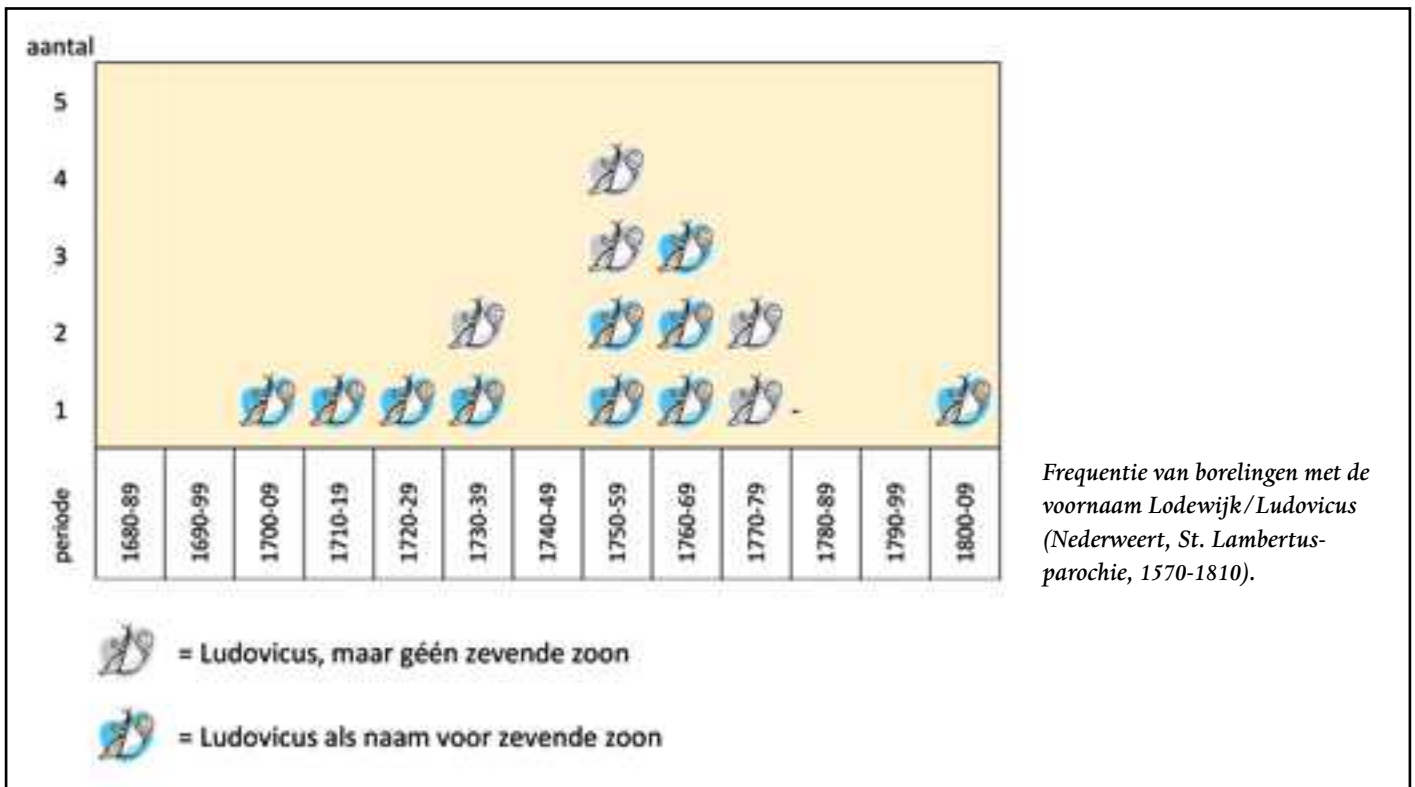 aantal
5
4
3
2
1
periode
1680-89
1690-99
1700-09
1710-19
1720-29
1730-39
1740-49
1750-59
1760-69
1770-79
1780-89
1790-99
1800-09
= Ludovicus, maar géén zevende zoon
= Ludovicus als naam voor zevende zoon
Frequentie van borelingen met de
voornaam Lodewijk/Ludovicus
(Nederweert, St. Lambertus-
parochie, 1570-1810).